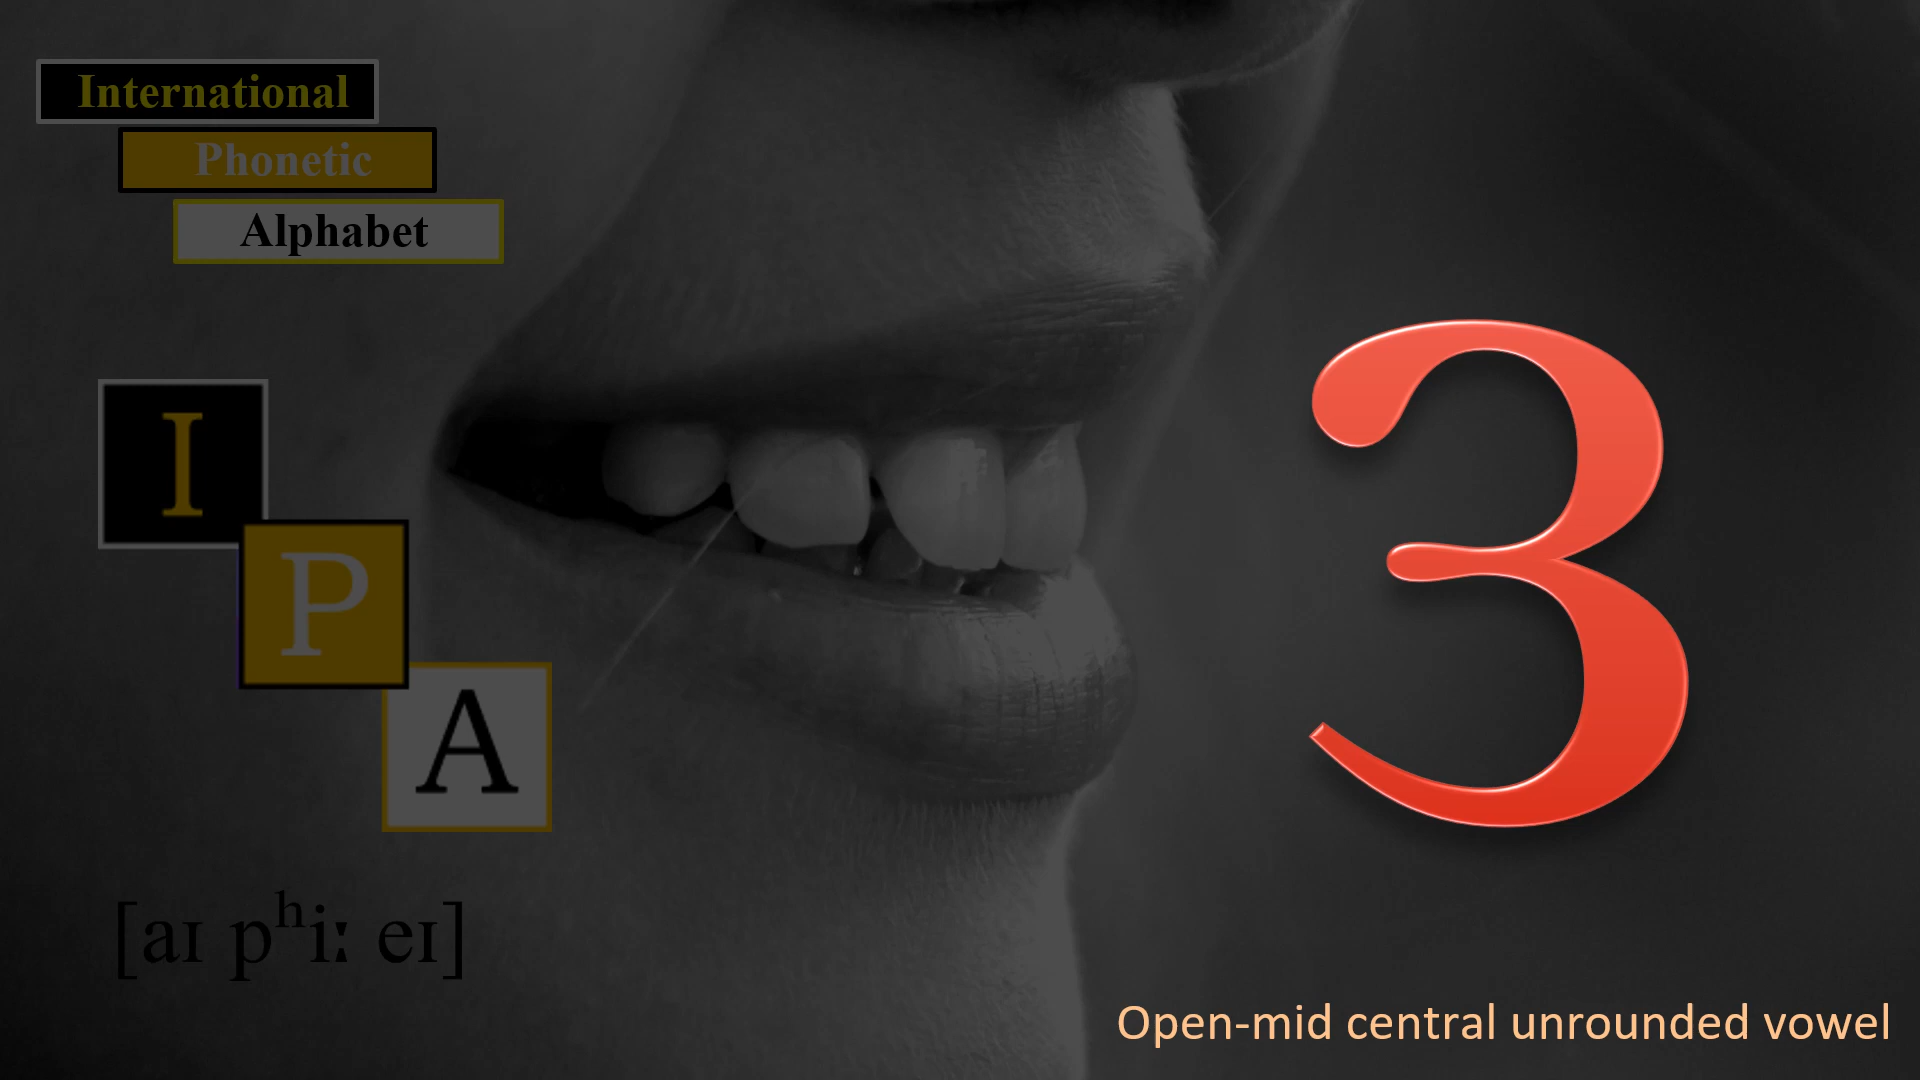 International
Phonetic
Alphabet
I
P
A
[aɪ pʰiː eɪ]
ɜ
Open-mid central unrounded vowel